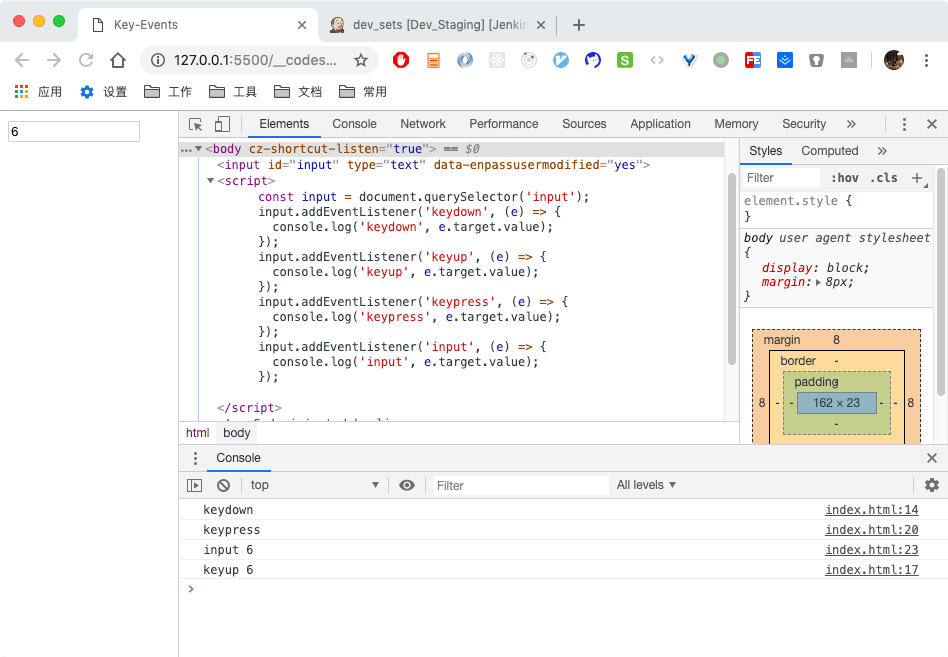 Key-Events
dev_sets [Dev_Staging] [Jenkin
127.0.0.1:5500/__codes...
应用 设置 工作 工具 文档 常用
6
Elements Console Network Performance Sources Application Memory Security
<body cz-shortcut-listen="true"> == $0
<input id="input" type="text" data-enpassusermodified="yes">
<script>
const input = document.querySelector('input');
input.addEventListener('keydown', (e) => {
console.log('keydown', e.target.value);
});
input.addEventListener('keyup', (e) => {
console.log('keyup', e.target.value);
});
input.addEventListener('keypress', (e) => {
console.log('keypress', e.target.value);
});
input.addEventListener('input', (e) => {
console.log('input', e.target.value);
});
</script>
html body
Styles Computed
Filter :hov .cls
element.style {
}
body user agent stylesheet
{
display: block;
margin: 8px;
}
margin 8
border -
padding
8 - - 162 × 23 - - 8
-
Console
top Filter All levels
keydown index.html:14
keypress index.html:20
input 6 index.html:23
keyup 6 index.html:17